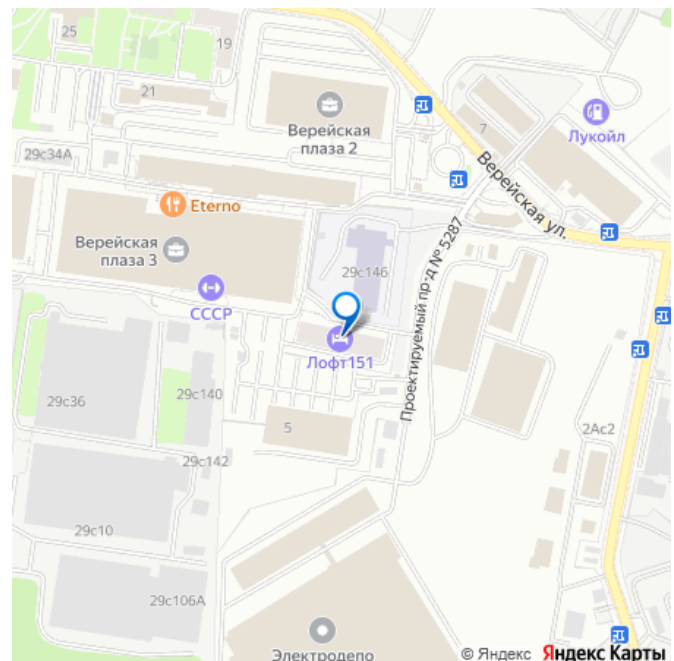 25
19
21
Верейская
плаза 2
7
Лукойл
29с34А
Верейская ул.
Eterno
Верейская
плаза 3
29с146
Проектируемый пр-д № 5287
СССР
Лофт151
29с36
29с140
5
2Ас2
29с142
29с10
29с106А
Электродепо
© Яндекс Яндекс Карты